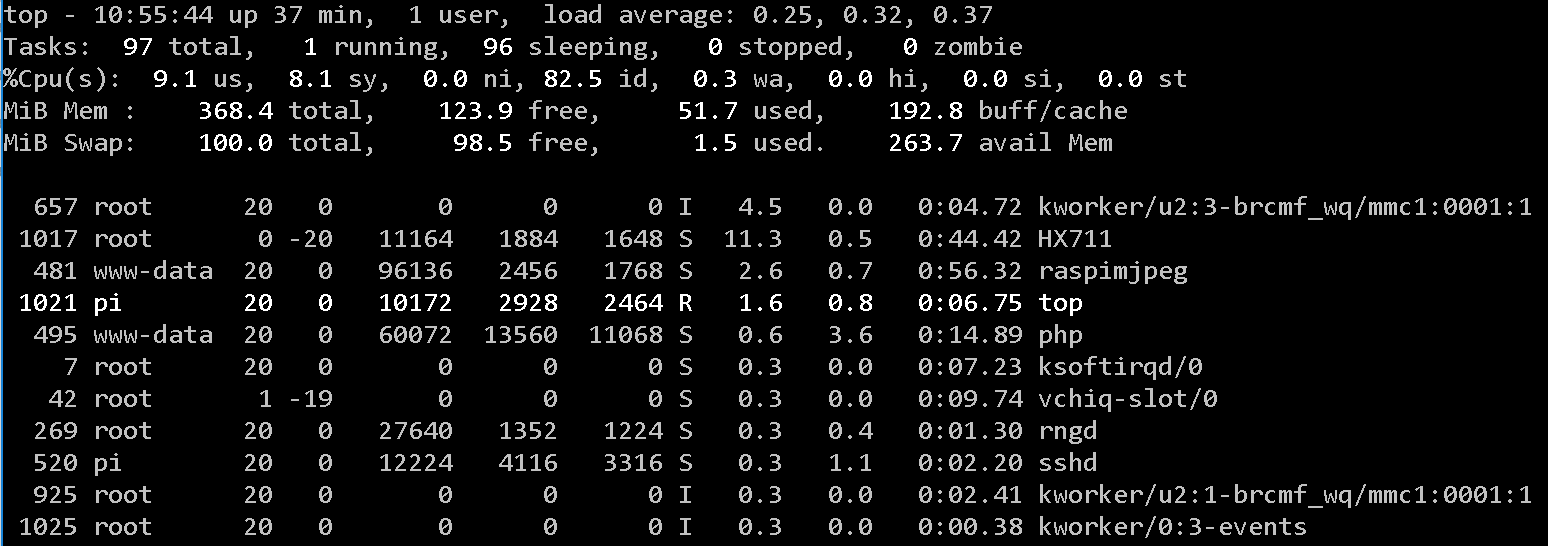 top - 10:55:44 up 37 min,  1 user,  load average: 0.25, 0.32, 0.37
Tasks:  97 total,   1 running,  96 sleeping,   0 stopped,   0 zombie
%Cpu(s):  9.1 us,  8.1 sy,  0.0 ni, 82.5 id,  0.3 wa,  0.0 hi,  0.0 si,  0.0 st
MiB Mem :    368.4 total,    123.9 free,     51.7 used,    192.8 buff/cache
MiB Swap:    100.0 total,     98.5 free,      1.5 used.    263.7 avail Mem
  657 root      20   0       0      0      0 I   4.5   0.0   0:04.72 kworker/u2:3-brcmf_wq/mmc1:0001:1
 1017 root       0 -20   11164   1884   1648 S  11.3   0.5   0:44.42 HX711
  481 www-data  20   0   96136   2456   1768 S   2.6   0.7   0:56.32 raspimjpeg
 1021 pi        20   0   10172   2928   2464 R   1.6   0.8   0:06.75 top
  495 www-data  20   0   60072  13560  11068 S   0.6   3.6   0:14.89 php
    7 root      20   0       0      0      0 S   0.3   0.0   0:07.23 ksoftirqd/0
   42 root       1 -19       0      0      0 S   0.3   0.0   0:09.74 vchiq-slot/0
  269 root      20   0   27640   1352   1224 S   0.3   0.4   0:01.30 rngd
  520 pi        20   0   12224   4116   3316 S   0.3   1.1   0:02.20 sshd
  925 root      20   0       0      0      0 I   0.3   0.0   0:02.41 kworker/u2:1-brcmf_wq/mmc1:0001:1
 1025 root      20   0       0      0      0 I   0.3   0.0   0:00.38 kworker/0:3-events